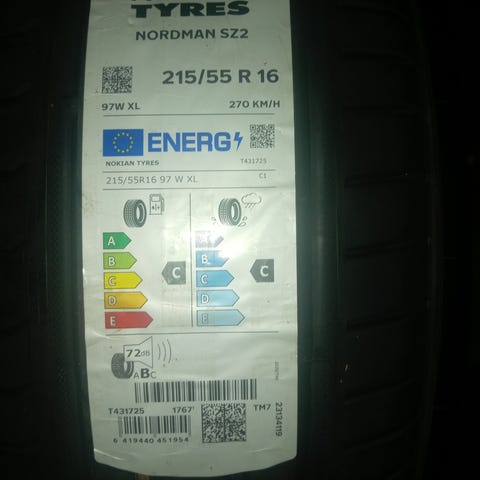 TYRES
NORDMAN SZ2
215/55 R 16
97W XL 270 KM/H
ENERG
NOKIAN TYRES T431725
215/55R16 97 W XL C1
A
B
C
D
E
C
A
B
C
D
E
C
72dB
ABC
T431725 1767 TM7
6 419440 451954
23134119